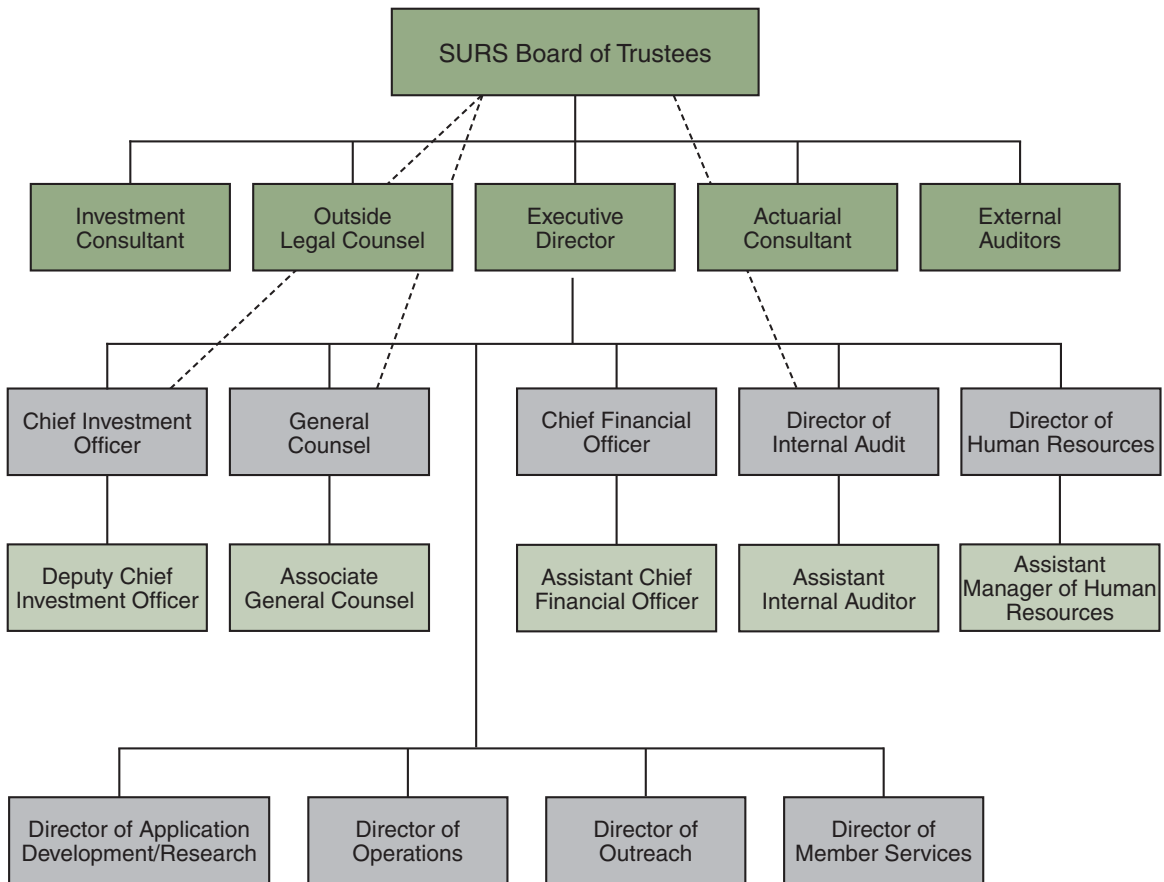 SURS Board of Trustees
Investment
Consultant
Outside
Legal Counsel
Executive
Director
Actuarial
Consultant
External
Auditors
Chief Investment
Officer
General
Counsel
Chief Financial
Officer
Director of
Internal Audit
Director of
Human Resources
Deputy Chief
Investment Officer
Associate
General Counsel
Assistant Chief
Financial Officer
Assistant
Internal Auditor
Assistant
Manager of Human
Resources
Director of Application
Development/Research
Director of
Operations
Director of
Outreach
Director of
Member Services